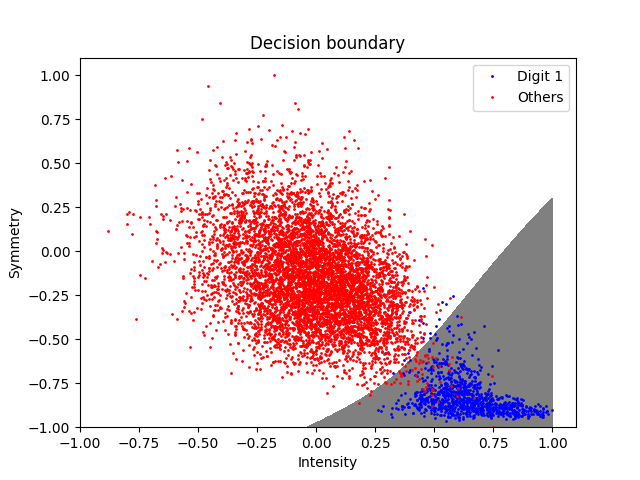 Decision boundary
Digit 1
Others
Symmetry
1.00
0.75
0.50
0.25
0.00
−0.25
−0.50
−0.75
−1.00
−1.00 −0.75 −0.50 −0.25 0.00 0.25 0.50 0.75 1.00
Intensity